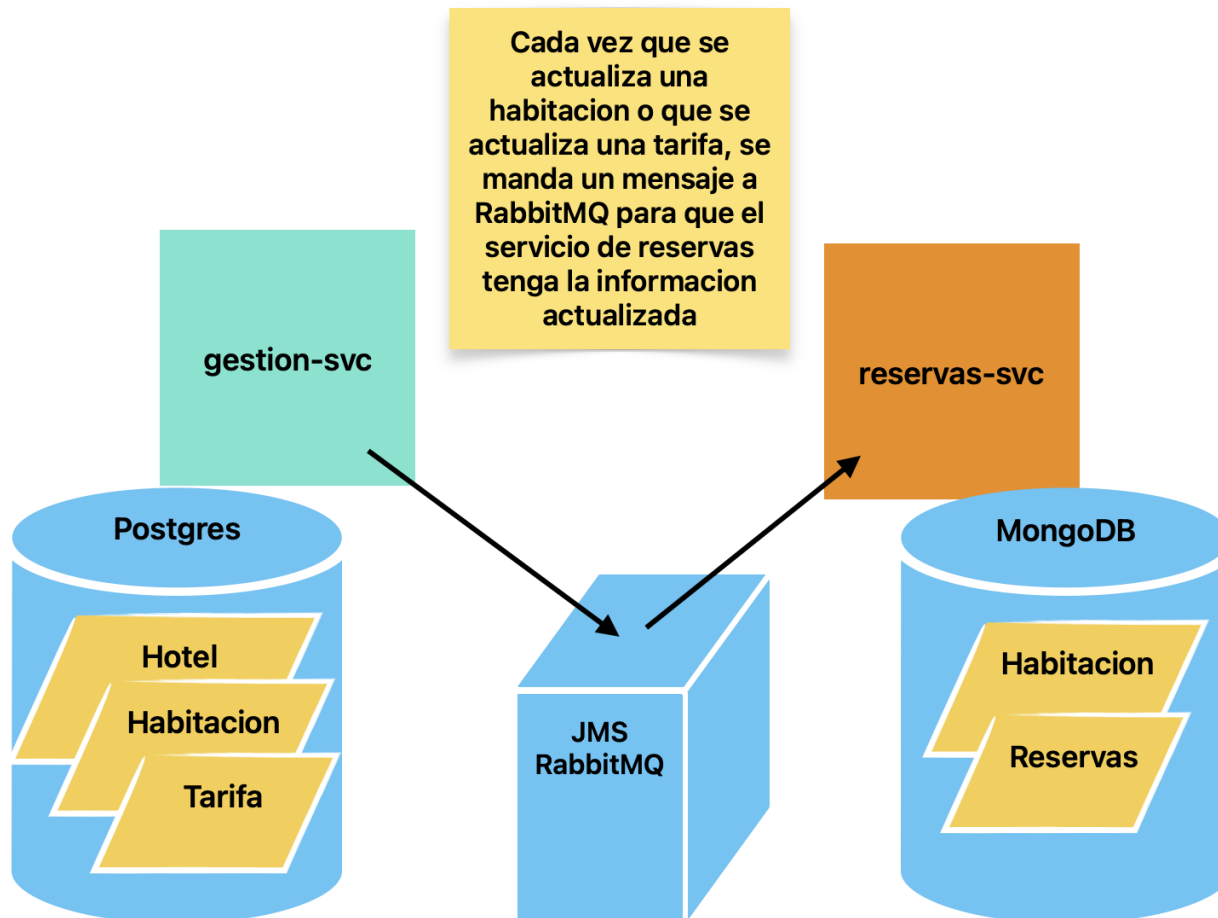 Cada vez que se
actualiza una
habitacion o que se
actualiza una tarifa, se
manda un mensaje a
RabbitMQ para que el
servicio de reservas
tenga la informacion
actualizada
gestion-svc
reservas-svc
Postgres
MongoDB
Hotel
Habitacion
Tarifa
JMS
RabbitMQ
Habitacion
Reservas